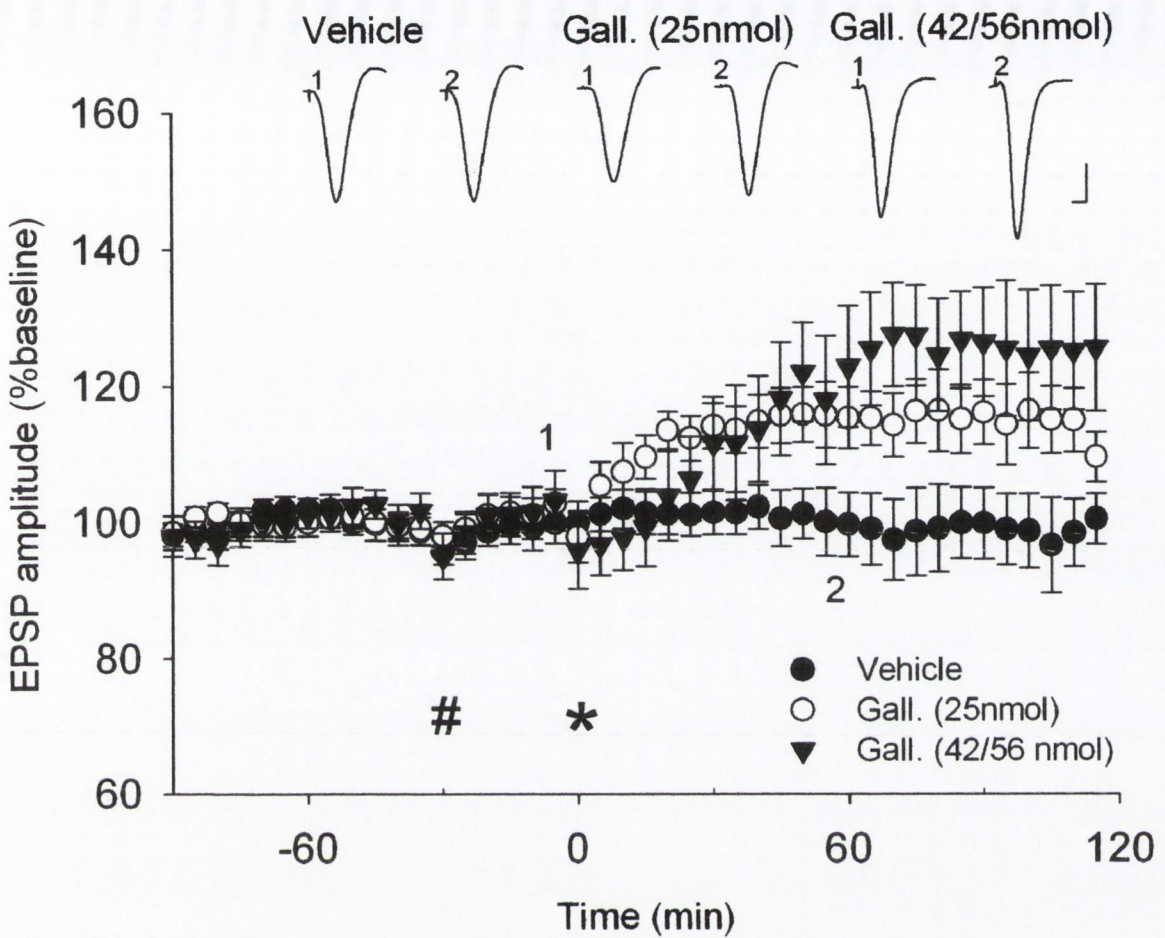 Vehicle Gall. (25nmol) Gall. (42/56nmol)
1 2 1 2 1 2
160
140
120
100
80
60
EPSP amplitude (%baseline)
1
2
# *
Vehicle
Gall. (25nmol)
Gall. (42/56 nmol)
-60 0 60 120
Time (min)